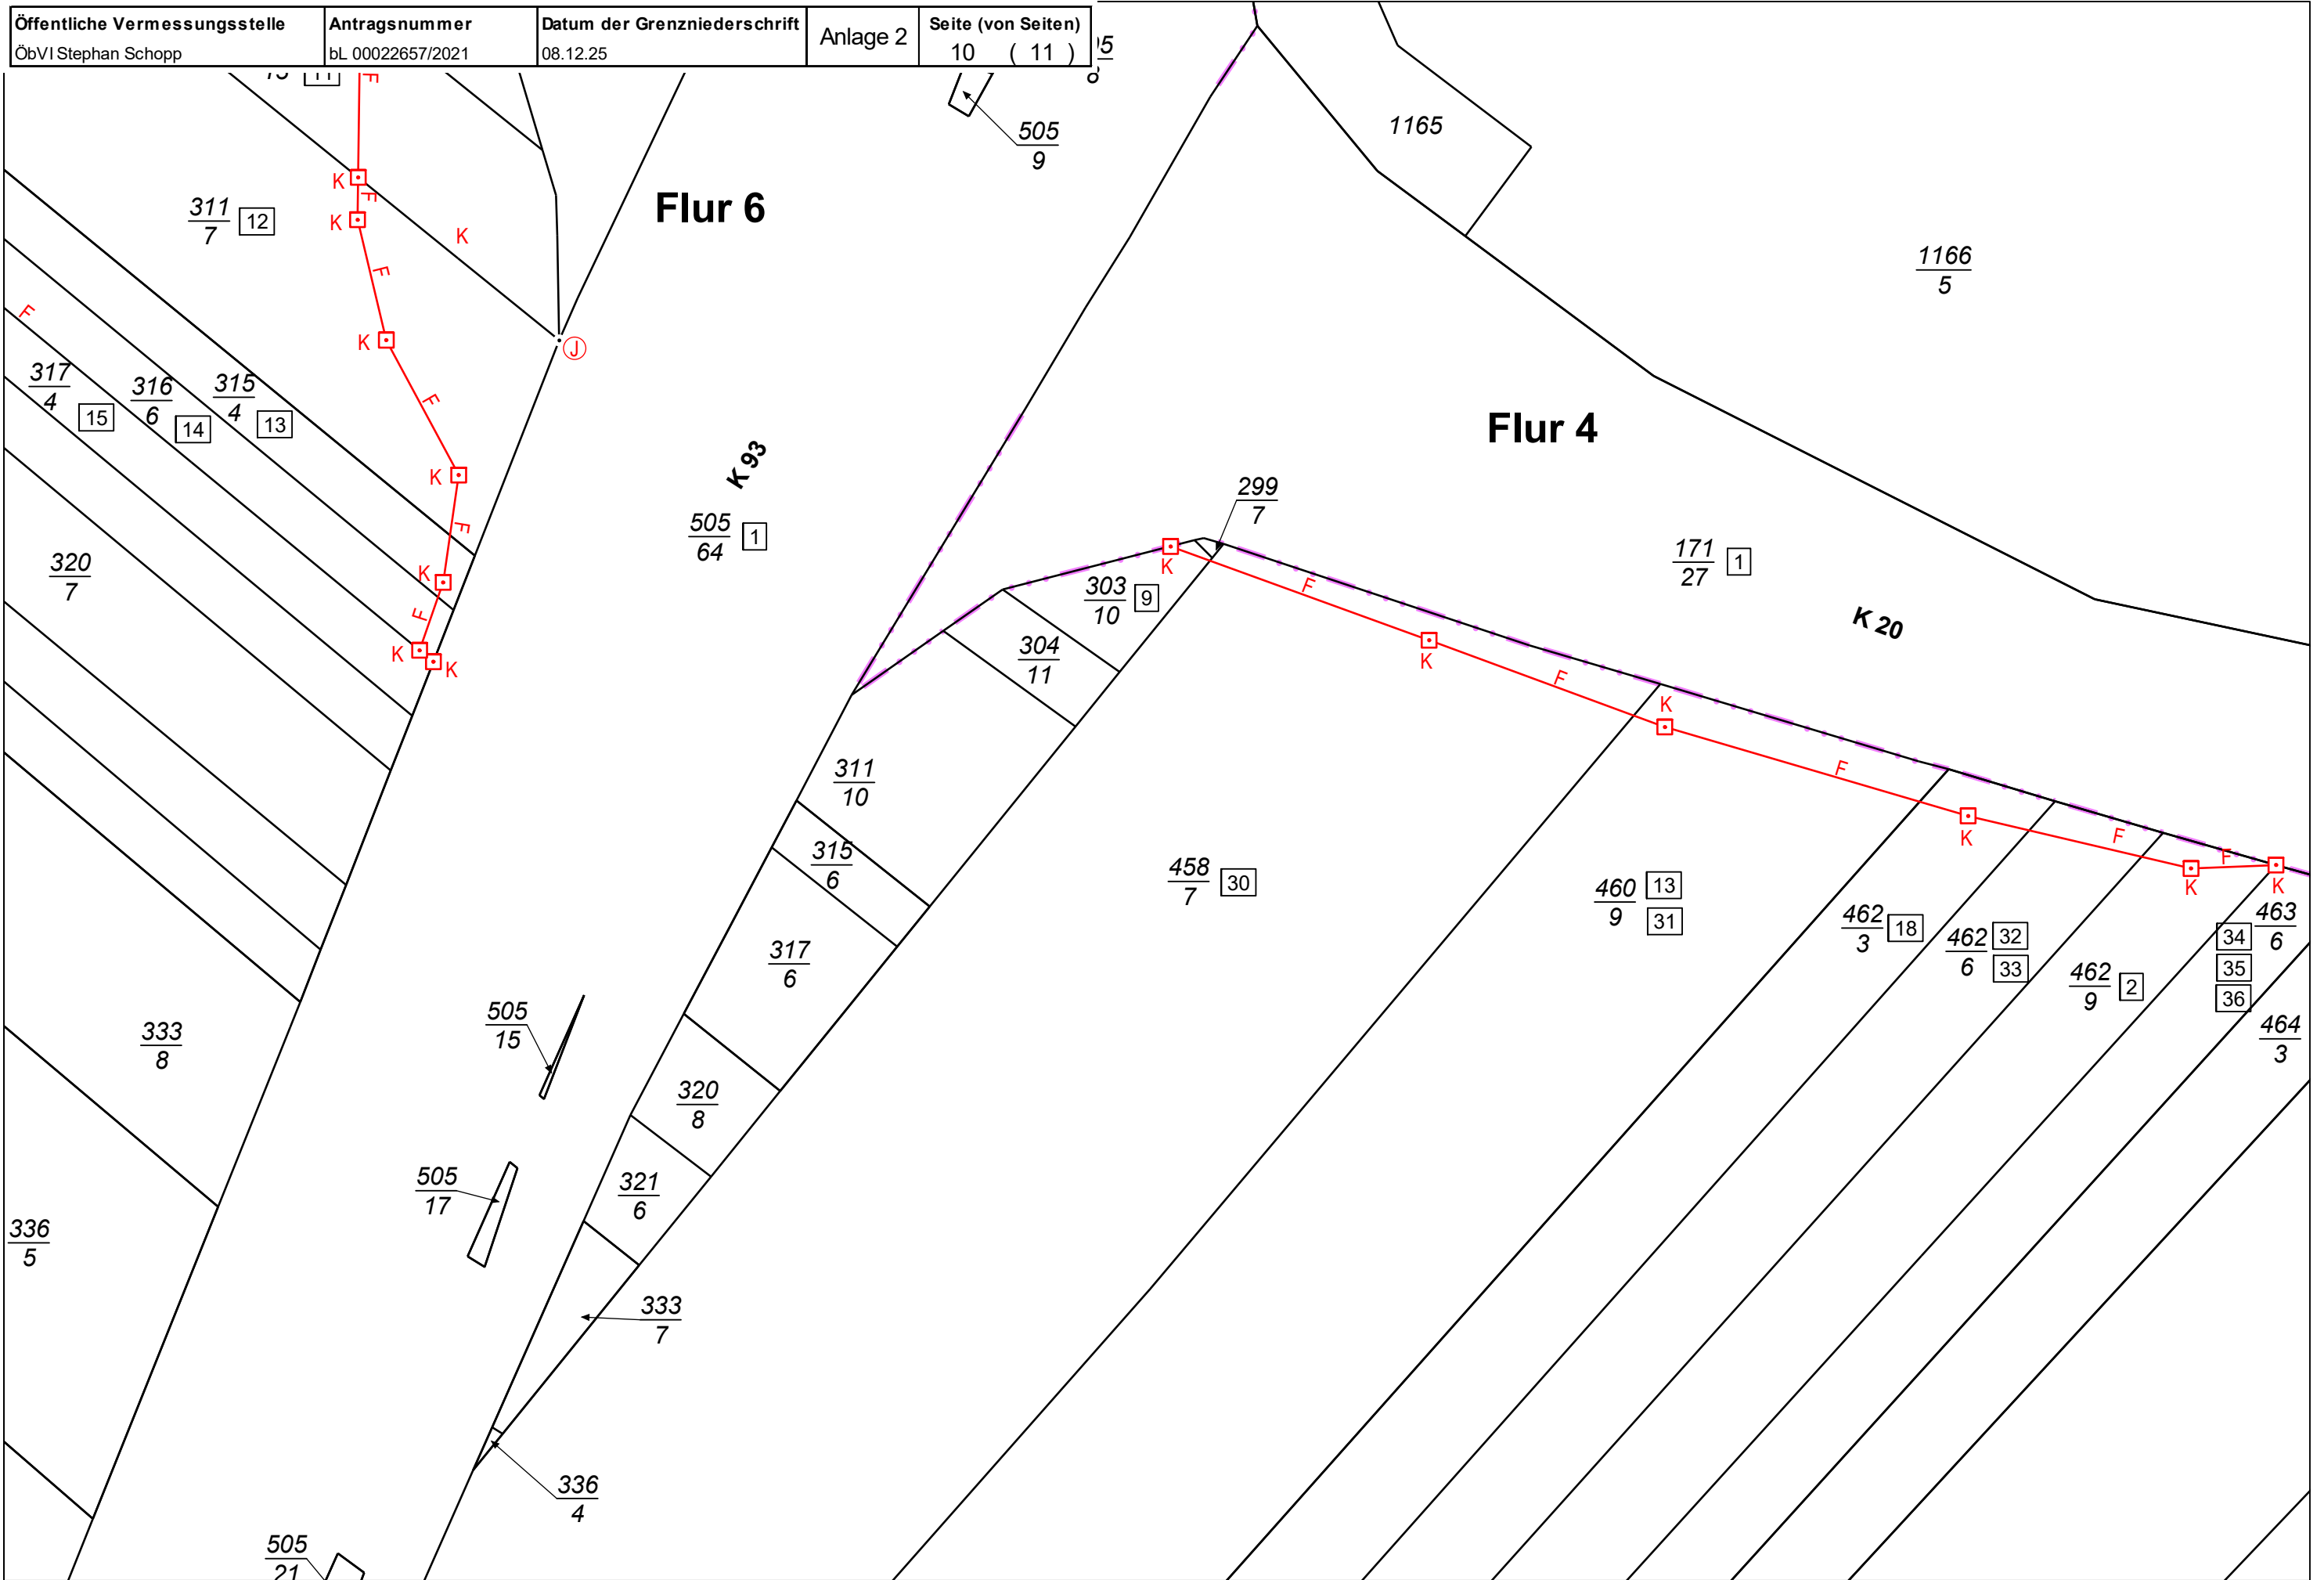 Öffentliche Vermessungsstelle Antragsnummer Datum der Grenzniederschrift Anlage 2 Seite (von Seiten)
ÖbVI Stephan Schopp bL 00022657/2021 08.12.25 10 ( 11 )
F
505
9
1165
K
311
7
12
K
F
K
Flur 6
1166
5
F
F
K
J
317
4
15
316
6
14
315
4
13
F
Flur 4
K 93
K
299
7
505
64
1
F
320
7
171
27
1
K
K
F
303
10
9
F
K 20
304
11
K
K
K
F
K
311
10
F
315
6
K
F
F
K
K
458
7
30
460
9
13
31
462
3
18
462
6
32
33
463
6
34
35
36
317
6
462
9
2
505
15
333
8
464
3
320
8
505
17
321
6
336
5
333
7
336
4
505
21